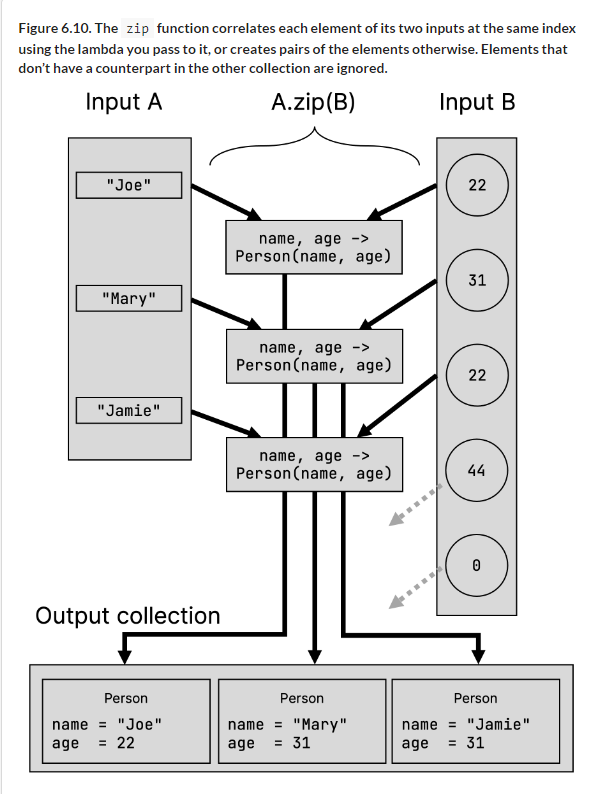 Figure 6.10. The zip function correlates each element of its two inputs at the same index
using the lambda you pass to it, or creates pairs of the elements otherwise. Elements that
don’t have a counterpart in the other collection are ignored.
Input A
A.zip(B)
Input B
"Joe"
22
name, age ->
Person(name, age)
31
"Mary"
name, age ->
Person(name, age)
22
"Jamie"
name, age ->
Person(name, age)
44
0
Output collection
Person
name = "Joe"
age = 22
Person
name = "Mary"
age = 31
Person
name = "Jamie"
age = 31